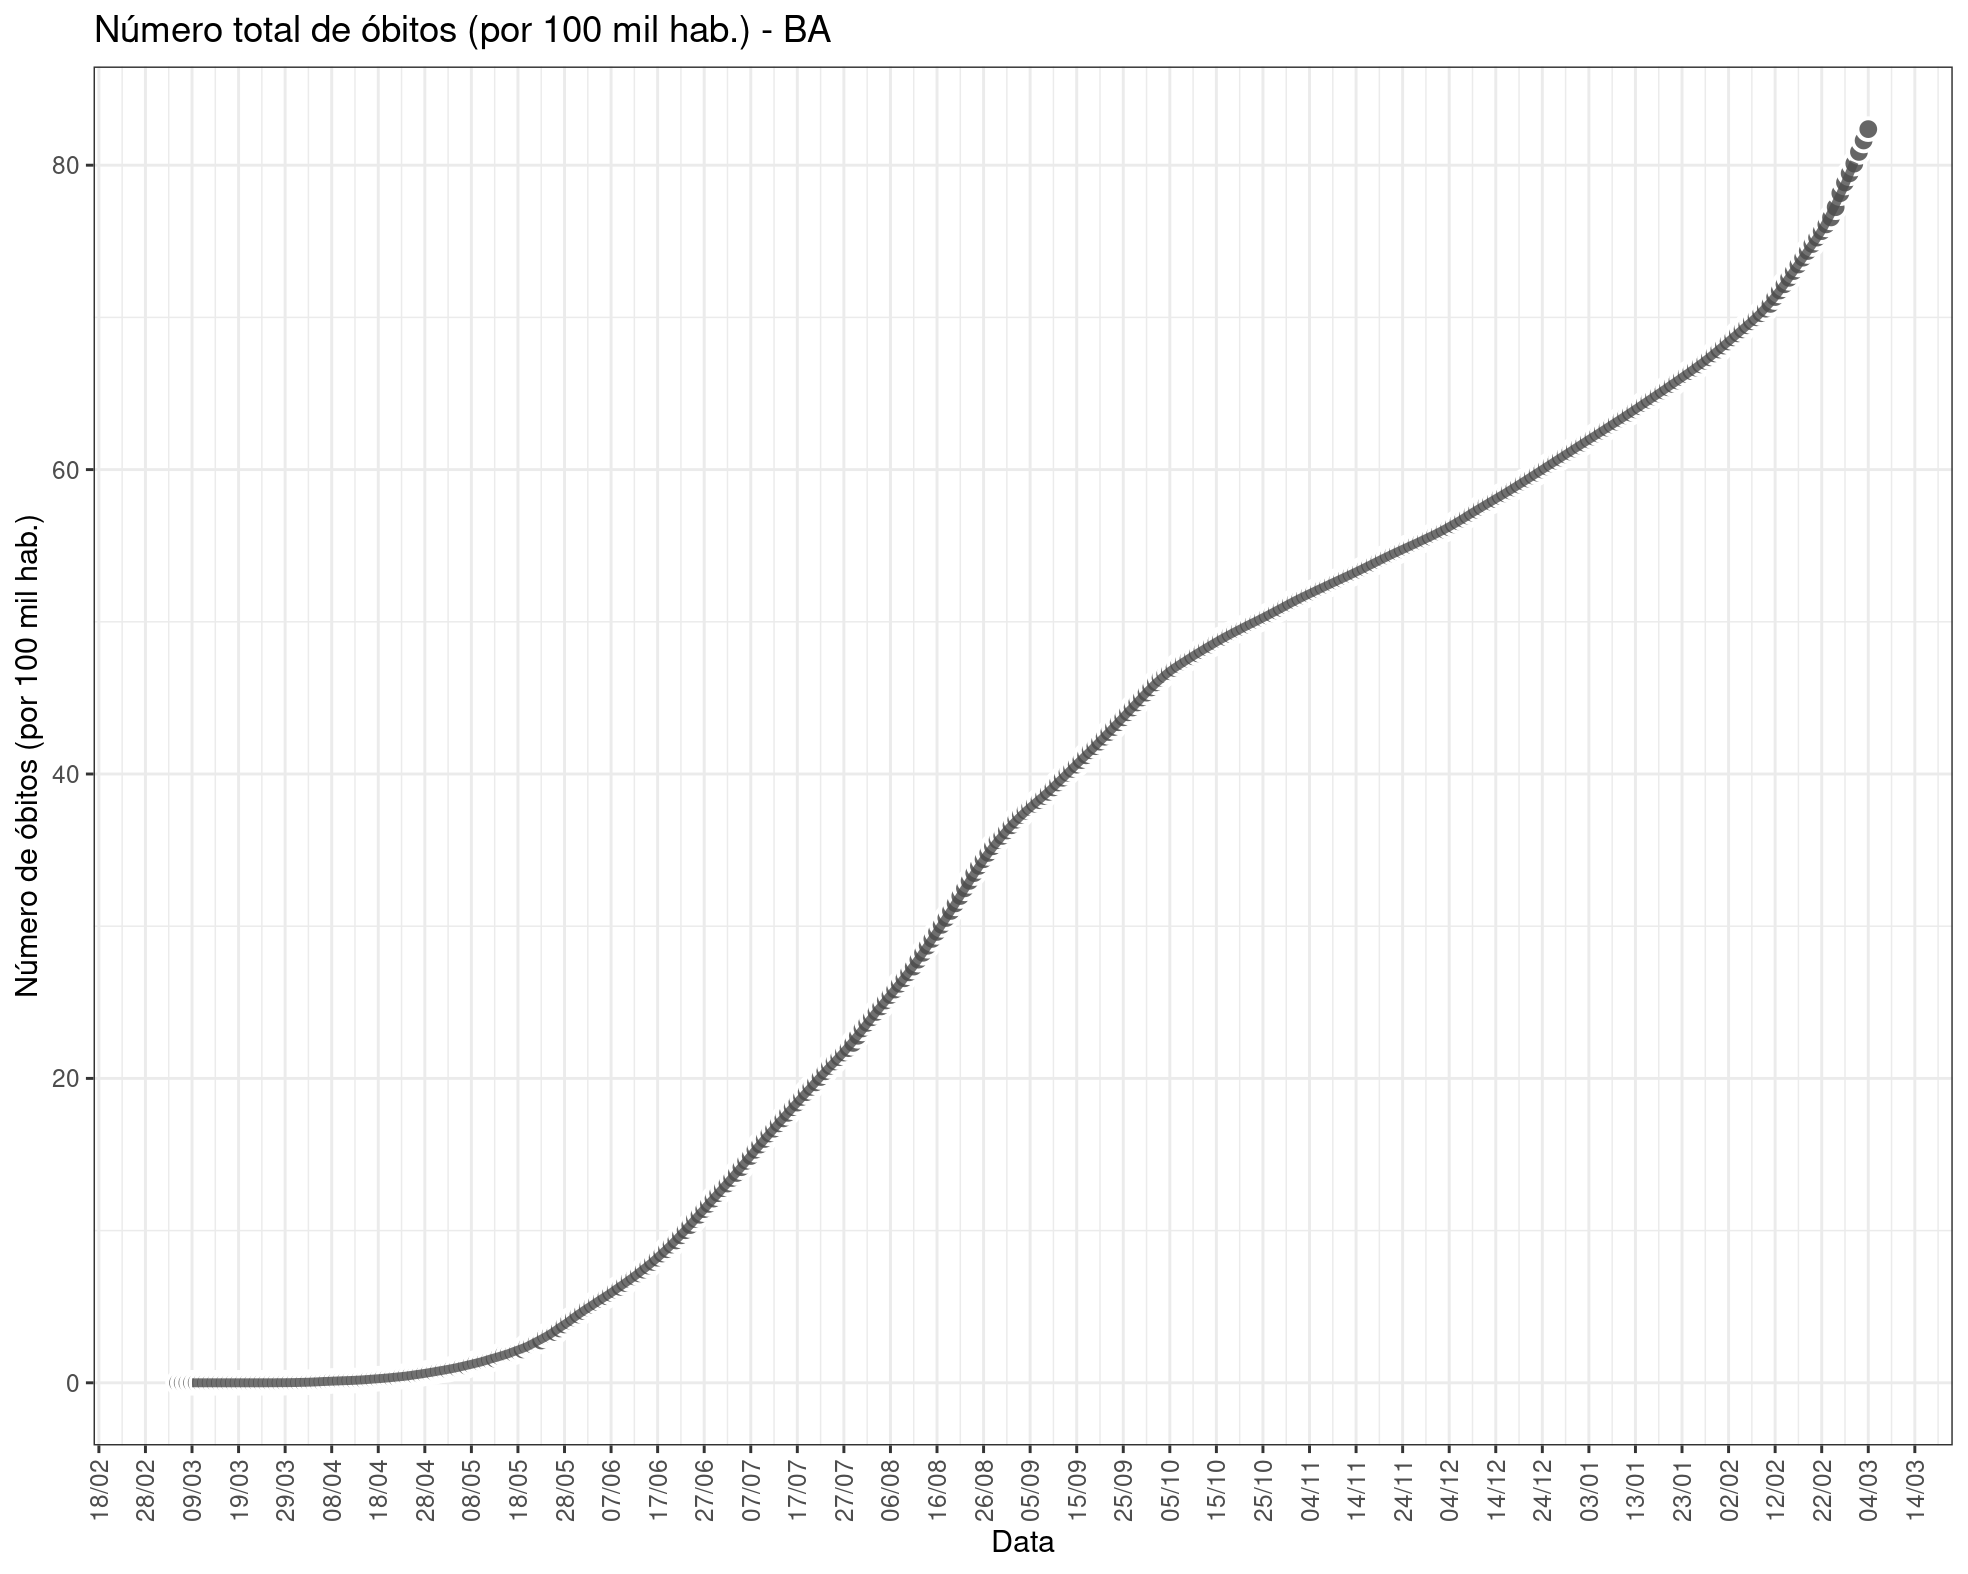 Número total de óbitos (por 100 mil hab.) - BA
Número de óbitos (por 100 mil hab.)
80
60
40
20
0
18/02 28/02 09/03 19/03 29/03 08/04 18/04 28/04 08/05 18/05 28/05 07/06 17/06 27/06 07/07 17/07 27/07 06/08 16/08 26/08 05/09 15/09 25/09 05/10 15/10 25/10 04/11 14/11 24/11 04/12 14/12 24/12 03/01 13/01 23/01 02/02 12/02 22/02 04/03 14/03
Data